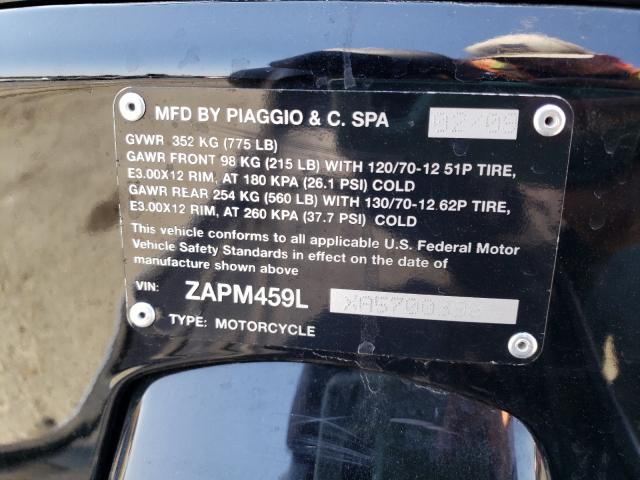 MFD BY PIAGGIO & C. SPA 02/09
GVWR 352 KG (775 LB)
GAWR FRONT 98 KG (215 LB) WITH 120/70-12 51P TIRE,
E3.00X12 RIM, AT 180 KPA (26.1 PSI) COLD
GAWR REAR 254 KG (560 LB) WITH 130/70-12 62P TIRE,
E3.00X12 RIM, AT 260 KPA (37.7 PSI) COLD
This vehicle conforms to all applicable U.S. Federal Motor
Vehicle Safety Standards in effect on the date of
manufacture shown above
VIN: ZAPM459L
TYPE: MOTORCYCLE